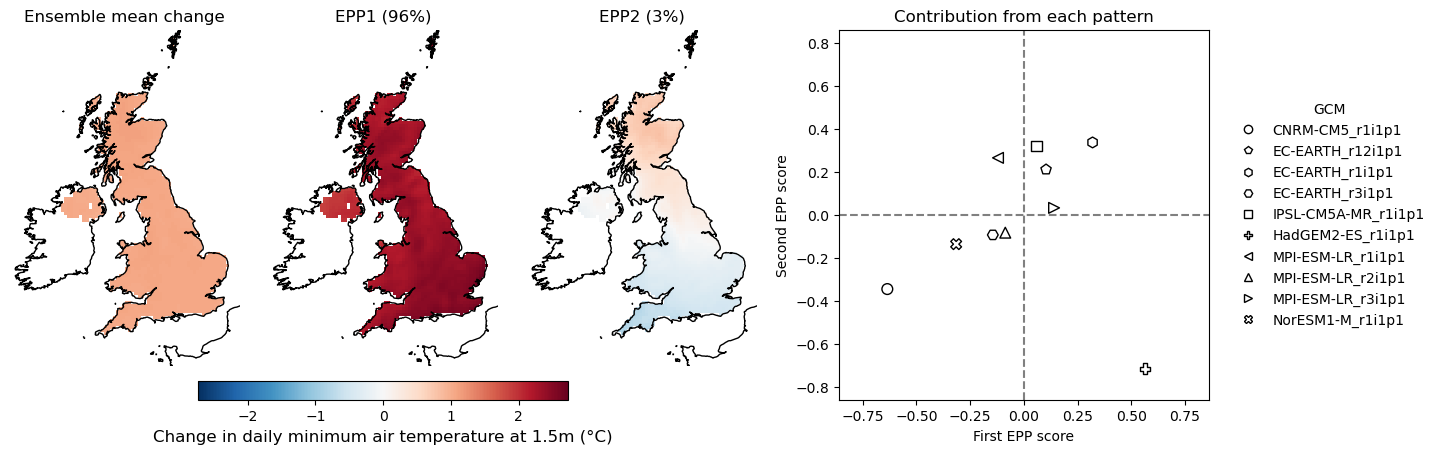 Ensemble mean change
EPP1 (96%)
EPP2 (3%)
Contribution from each pattern
−2
−1
0
1
2
Change in daily minimum air temperature at 1.5m (°C)
Second EPP score
0.8
0.6
0.4
0.2
0.0
−0.2
−0.4
−0.6
−0.8
−0.75
−0.50
−0.25
0.00
0.25
0.50
0.75
First EPP score
GCM
CNRM-CM5_r1i1p1
EC-EARTH_r12i1p1
EC-EARTH_r1i1p1
EC-EARTH_r3i1p1
IPSL-CM5A-MR_r1i1p1
HadGEM2-ES_r1i1p1
MPI-ESM-LR_r1i1p1
MPI-ESM-LR_r2i1p1
MPI-ESM-LR_r3i1p1
NorESM1-M_r1i1p1